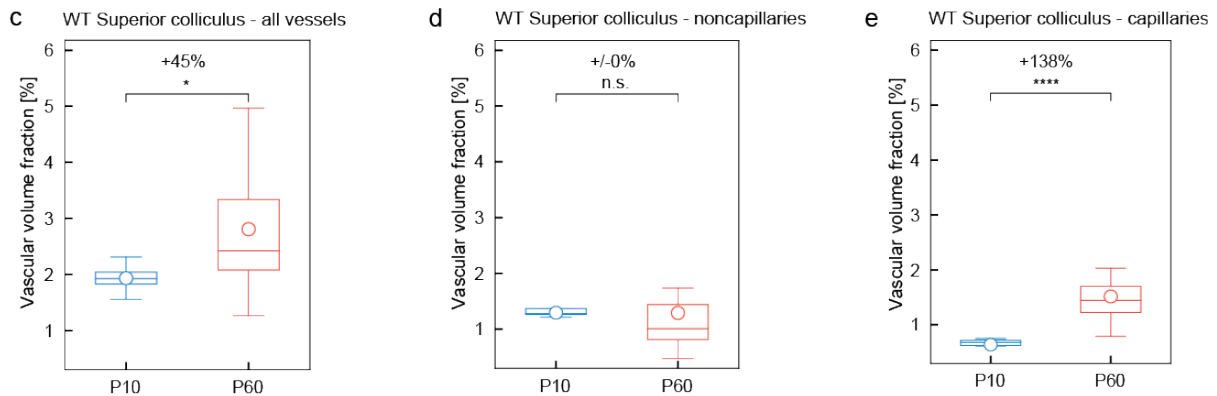 c WT Superior colliculus - all vessels
Vascular volume fraction [%]
6
5
4
3
2
1
+45%
*
P10 P60
d WT Superior colliculus - noncapillaries
Vascular volume fraction [%]
6
5
4
3
2
1
+/-0%
n.s.
P10 P60
e WT Superior colliculus - capillaries
Vascular volume fraction [%]
6
5
4
3
2
1
+138%
****
P10 P60